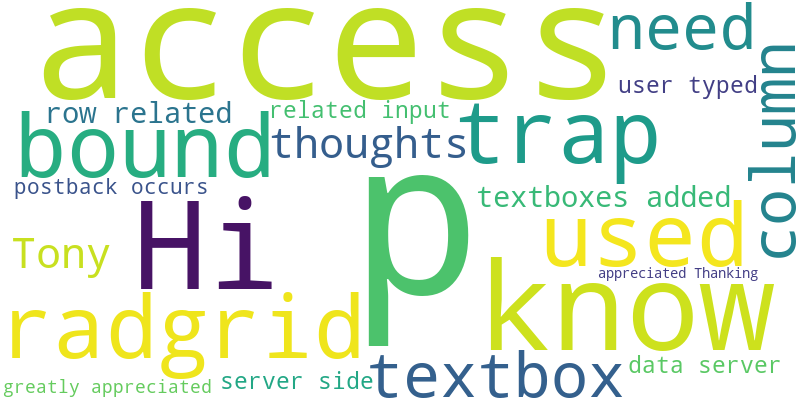 access
need
user typed
column
row related
related input
bound
thoughts
trap
postback occurs
p
textboxes added
Hi
used
Tony
know
appreciated Thanking
radgrid
textbox
data server
server side
greatly appreciated